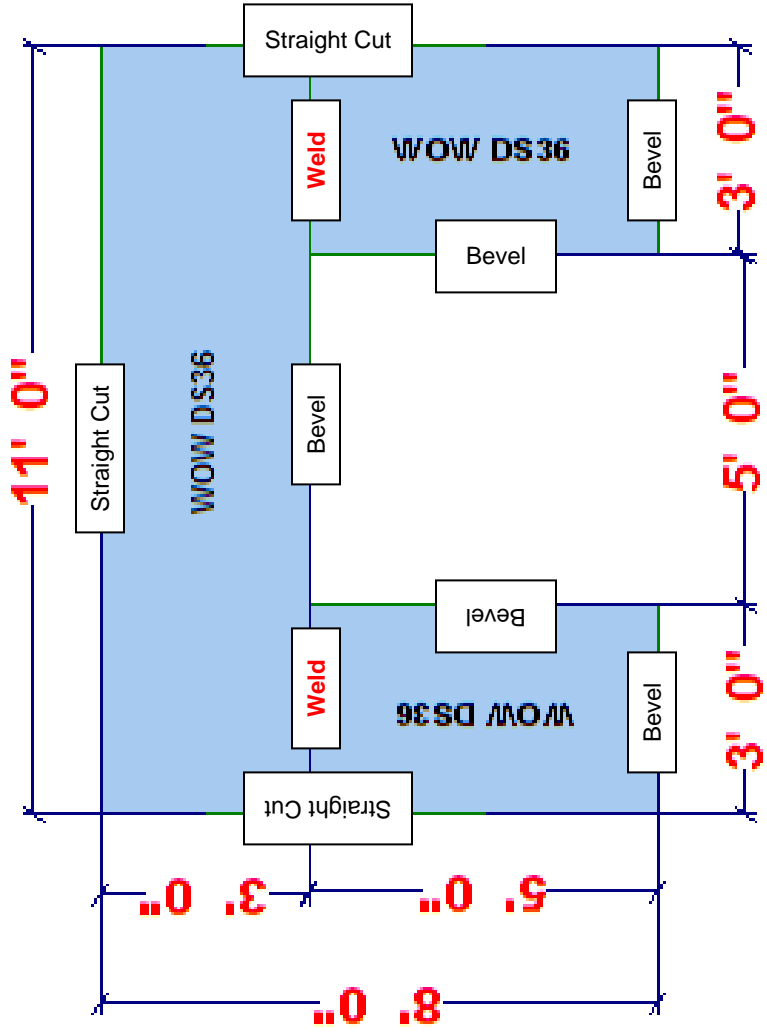 Straight Cut
Weld
WOW DS36
Bevel
3' 0"
Bevel
11' 0"
Straight Cut
WOW DS36
Bevel
5' 0"
Bevel
Weld
WOW DS36
Bevel
3' 0"
Straight Cut
3' 0"
5' 0"
8' 0"